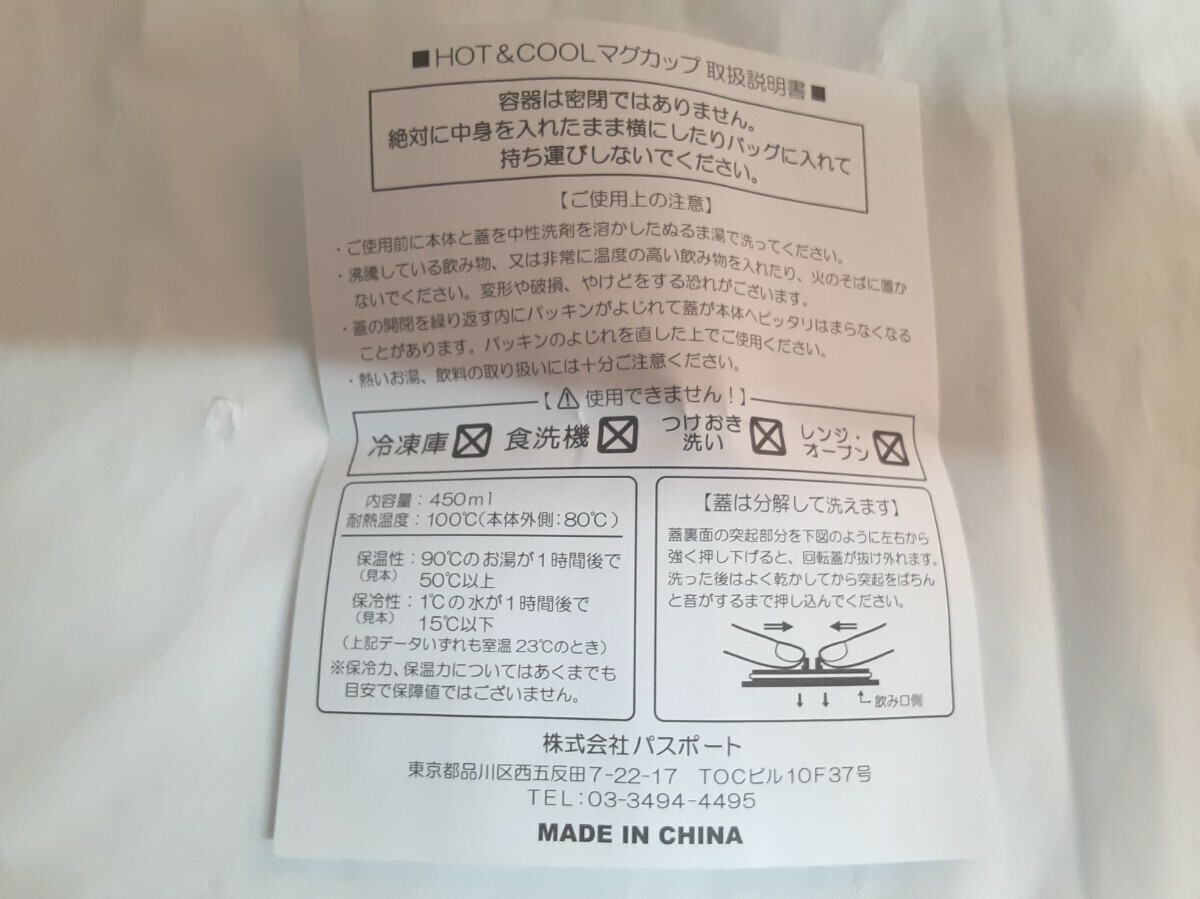 ■HOT&COOLマグカップ 取扱説明書■
容器は密閉ではありません。
絶対に中身を入れたまま横にしたりバッグに入れて
持ち運びしないでください。
【ご使用上の注意】
・ご使用前に本体と蓋を中性洗剤を溶かしたぬるま湯で洗ってください。
・沸騰している飲み物、又は非常に温度の高い飲み物を入れたり、火のそばに置か
ないでください。変形や破損、やけどをする恐れがございます。
・蓋の開閉を繰り返す内にパッキンがよじれて蓋が本体へピッタリはまらなくなる
ことがあります。パッキンのよじれを直した上でご使用ください。
・熱いお湯、飲料の取り扱いには十分ご注意ください。
【⚠使用できません!】
冷凍庫☒ 食洗機☒ つけおき洗い☒ レンジ・オーブン☒
内容量:450ml
耐熱温度:100℃(本体外側:80℃)
保温性:90℃のお湯が1時間後で
(見本) 50℃以上
保冷性:1℃の水が1時間後で
(見本) 15℃以下
(上記データいずれも室温23℃のとき)
※保冷力、保温力についてはあくまでも
目安で保障値ではございません。
【蓋は分解して洗えます】
蓋裏面の突起部分を下図のように左右から
強く押し下げると、回転蓋が抜け外れます。
洗った後はよく乾かしてから突起をぱちん
と音がするまで押し込んでください。
飲み口側
株式会社パスポート
東京都品川区西五反田7-22-17 TOCビル10F37号
TEL:03-3494-4495
MADE IN CHINA